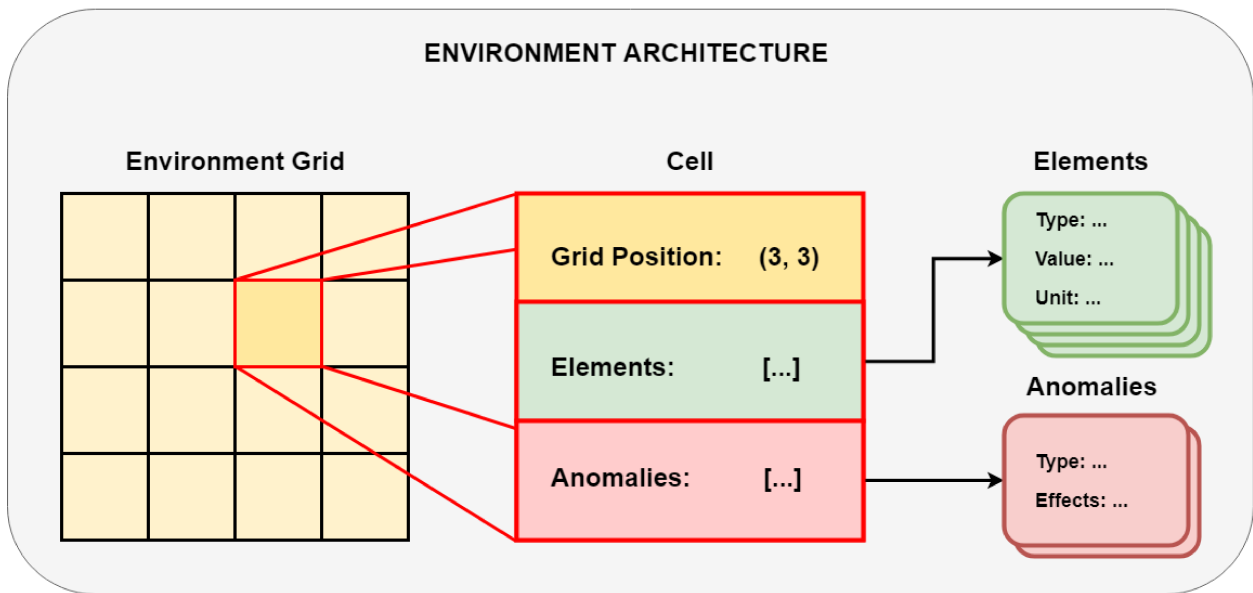 ENVIRONMENT ARCHITECTURE
Environment Grid
Cell
Grid Position: (3, 3)
Elements: [...]
Anomalies: [...]
Elements
Type: ...
Value: ...
Unit: ...
Anomalies
Type: ...
Effects: ...